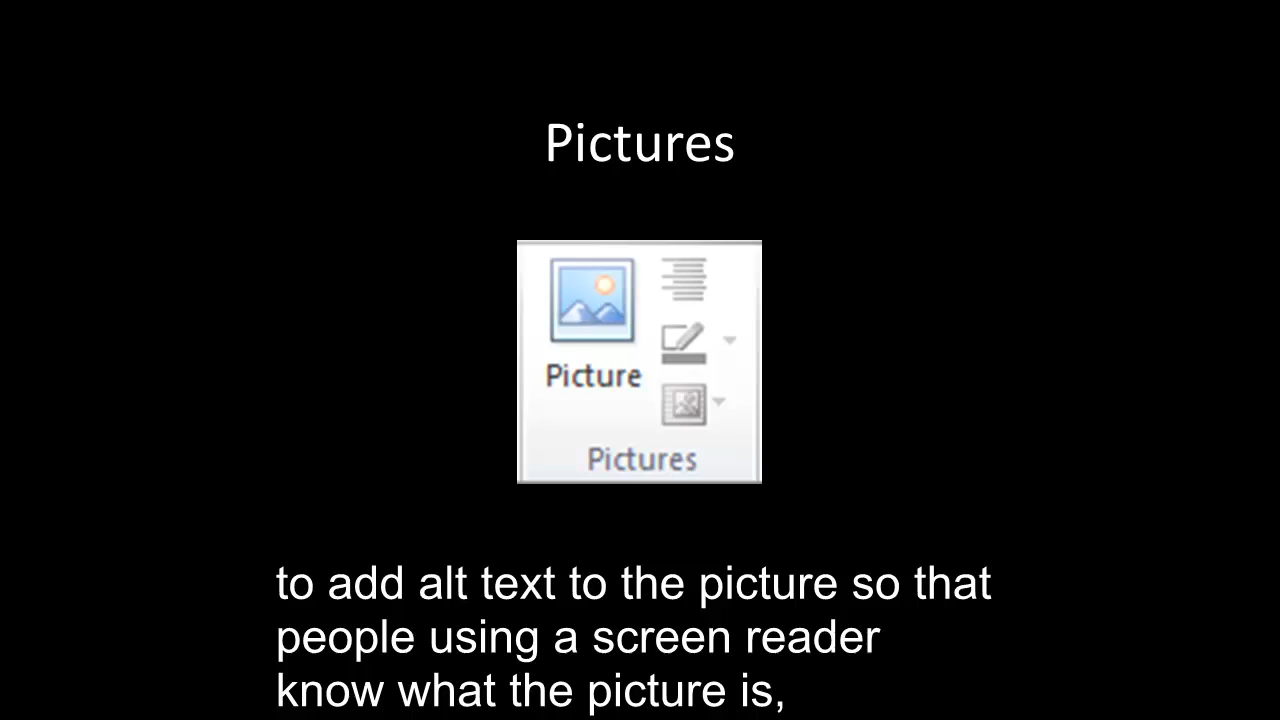 Pictures
Picture
Pictures
to add alt text to the picture so that
people using a screen reader
know what the picture is,